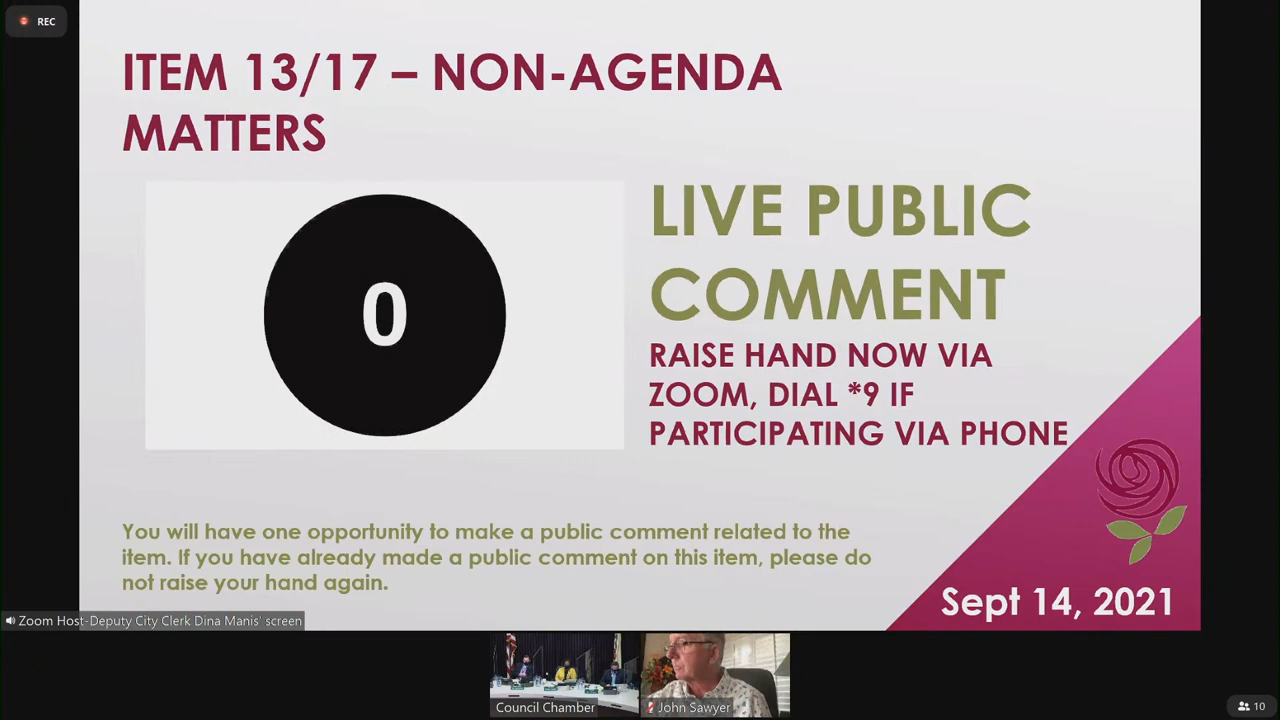 REC
ITEM 13/17 – NON-AGENDA
MATTERS
0
LIVE PUBLIC
COMMENT
RAISE HAND NOW VIA
ZOOM, DIAL *9 IF
PARTICIPATING VIA PHONE
You will have one opportunity to make a public comment related to the
item. If you have already made a public comment on this item, please do
not raise your hand again.
Sept 14, 2021
Zoom Host-Deputy City Clerk Dina Manis' screen
Council Chamber
John Sawyer
10